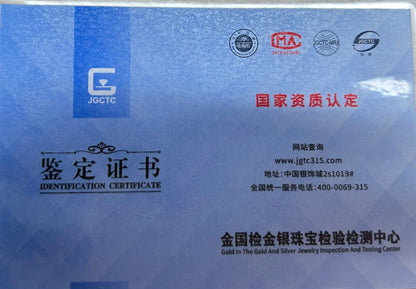 JGCTC
MA
国家资质认定
鉴定证书
IDENTIFICATION CERTIFICATE
网站查询
www.jgtc315.com
地址:中国银饰城2s1019#
全国统一服务电话:400-0069-315
金国检金银珠宝检验检测中心
Gold In The Gold And Silver Jewelry Inspection And Testing Center